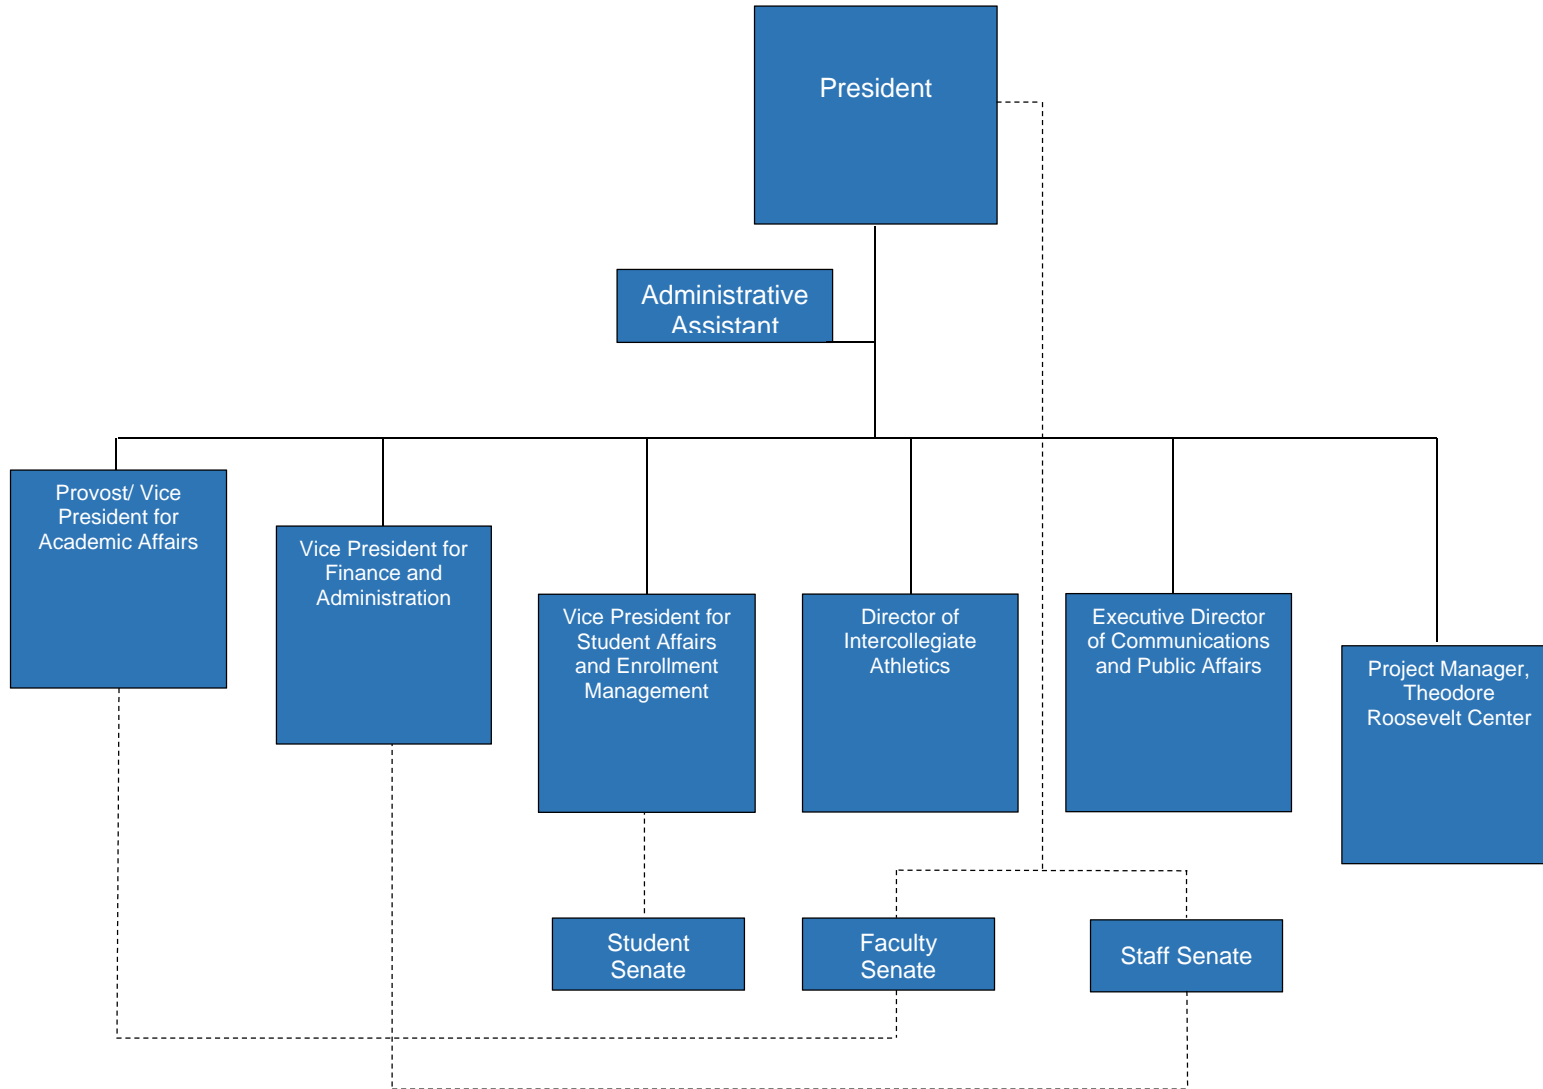 President
Administrative
Assistant
Provost/ Vice
President for
Academic Affairs
Vice President for
Finance and
Administration
Vice President for
Student Affairs
and Enrollment
Management
Director of
Intercollegiate
Athletics
Executive Director
of Communications
and Public Affairs
Project Manager,
Theodore
Roosevelt Center
Student
Senate
Faculty
Senate
Staff Senate